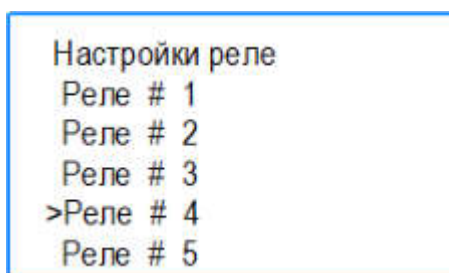 Настройки реле
Реле # 1
Реле # 2
Реле # 3
>Реле # 4
Реле # 5